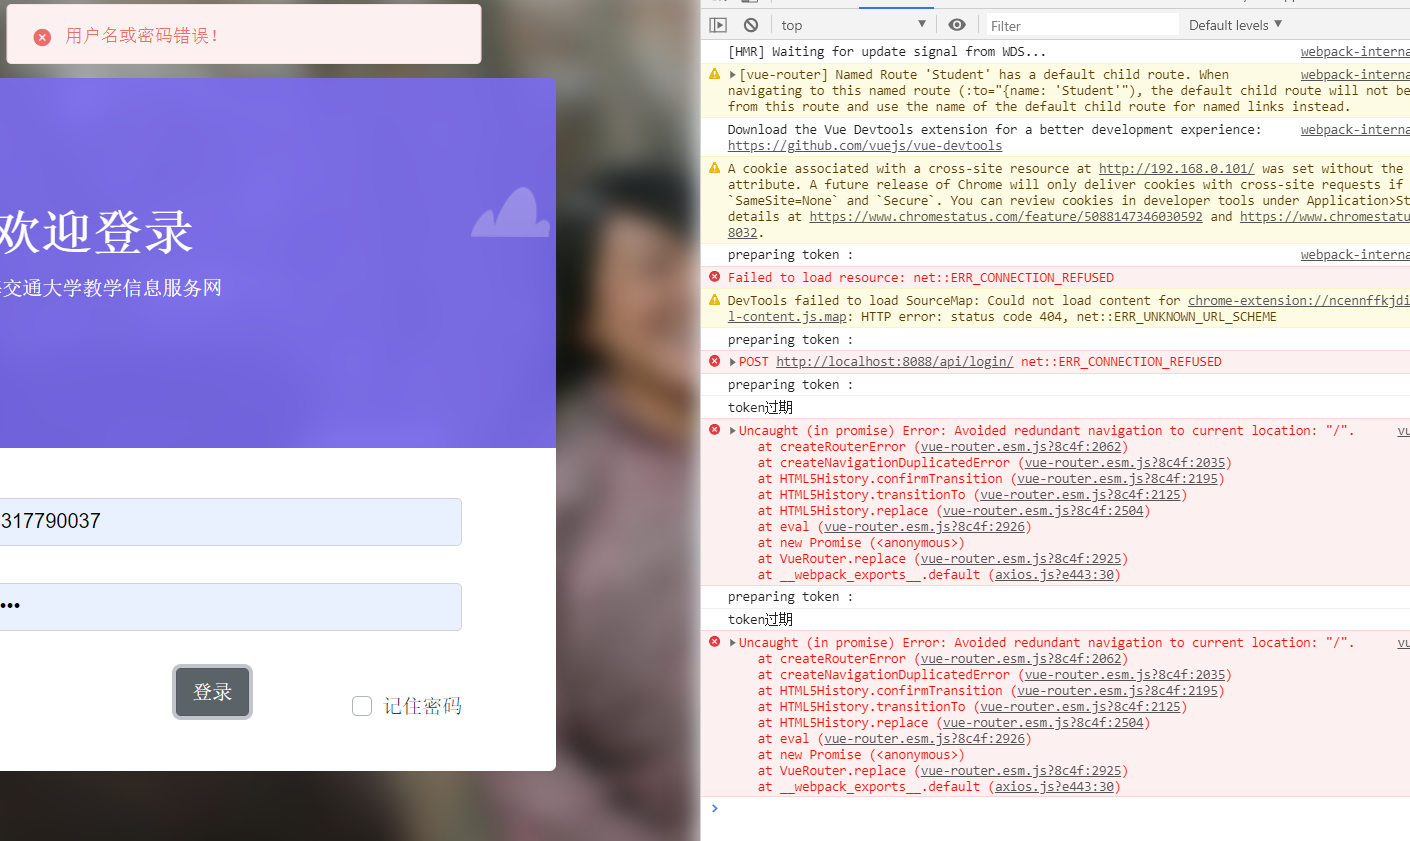 用户名或密码错误！
欢迎登录
交通大学教学信息服务网
317790037
•••
登录
记住密码
top
Filter
Default levels
[HMR] Waiting for update signal from WDS...
webpack-interna
[vue-router] Named Route 'Student' has a default child route. When
webpack-interna
navigating to this named route (:to="{name: 'Student'"), the default child route will not be
from this route and use the name of the default child route for named links instead.
Download the Vue Devtools extension for a better development experience:
webpack-interna
https://github.com/vuejs/vue-devtools
A cookie associated with a cross-site resource at http://192.168.0.101/ was set without the
attribute. A future release of Chrome will only deliver cookies with cross-site requests if
`SameSite=None` and `Secure`. You can review cookies in developer tools under Application>St
details at https://www.chromestatus.com/feature/5088147346030592 and https://www.chromestatu
8032.
preparing token :
webpack-interna
Failed to load resource: net::ERR_CONNECTION_REFUSED
DevTools failed to load SourceMap: Could not load content for chrome-extension://ncennffkjdi
l-content.js.map: HTTP error: status code 404, net::ERR_UNKNOWN_URL_SCHEME
preparing token :
POST http://localhost:8088/api/login/ net::ERR_CONNECTION_REFUSED
preparing token :
token过期
Uncaught (in promise) Error: Avoided redundant navigation to current location: "/".
vu
at createRouterError (vue-router.esm.js?8c4f:2062)
at createNavigationDuplicatedError (vue-router.esm.js?8c4f:2035)
at HTML5History.confirmTransition (vue-router.esm.js?8c4f:2195)
at HTML5History.transitionTo (vue-router.esm.js?8c4f:2125)
at HTML5History.replace (vue-router.esm.js?8c4f:2504)
at eval (vue-router.esm.js?8c4f:2926)
at new Promise (<anonymous>)
at VueRouter.replace (vue-router.esm.js?8c4f:2925)
at __webpack_exports__.default (axios.js?e443:30)
preparing token :
token过期
Uncaught (in promise) Error: Avoided redundant navigation to current location: "/".
vu
at createRouterError (vue-router.esm.js?8c4f:2062)
at createNavigationDuplicatedError (vue-router.esm.js?8c4f:2035)
at HTML5History.confirmTransition (vue-router.esm.js?8c4f:2195)
at HTML5History.transitionTo (vue-router.esm.js?8c4f:2125)
at HTML5History.replace (vue-router.esm.js?8c4f:2504)
at eval (vue-router.esm.js?8c4f:2926)
at new Promise (<anonymous>)
at VueRouter.replace (vue-router.esm.js?8c4f:2925)
at __webpack_exports__.default (axios.js?e443:30)